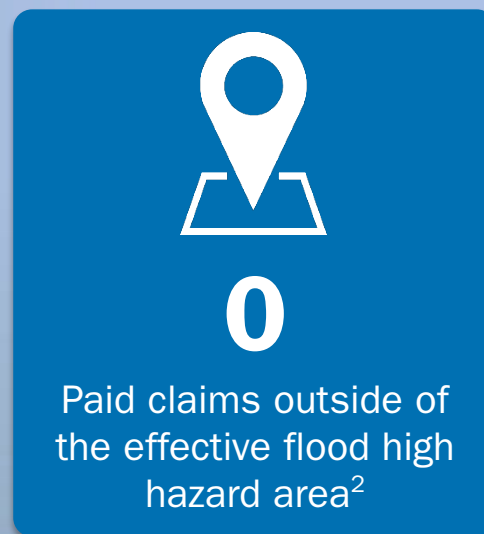 0
Paid claims outside of
the effective flood high
hazard area²